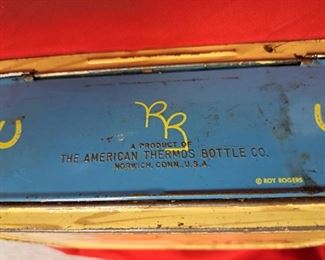 RR
A PRODUCT OF
THE AMERICAN THERMOS BOTTLE CO.
NORWICH, CONN., U.S.A.
© ROY ROGERS